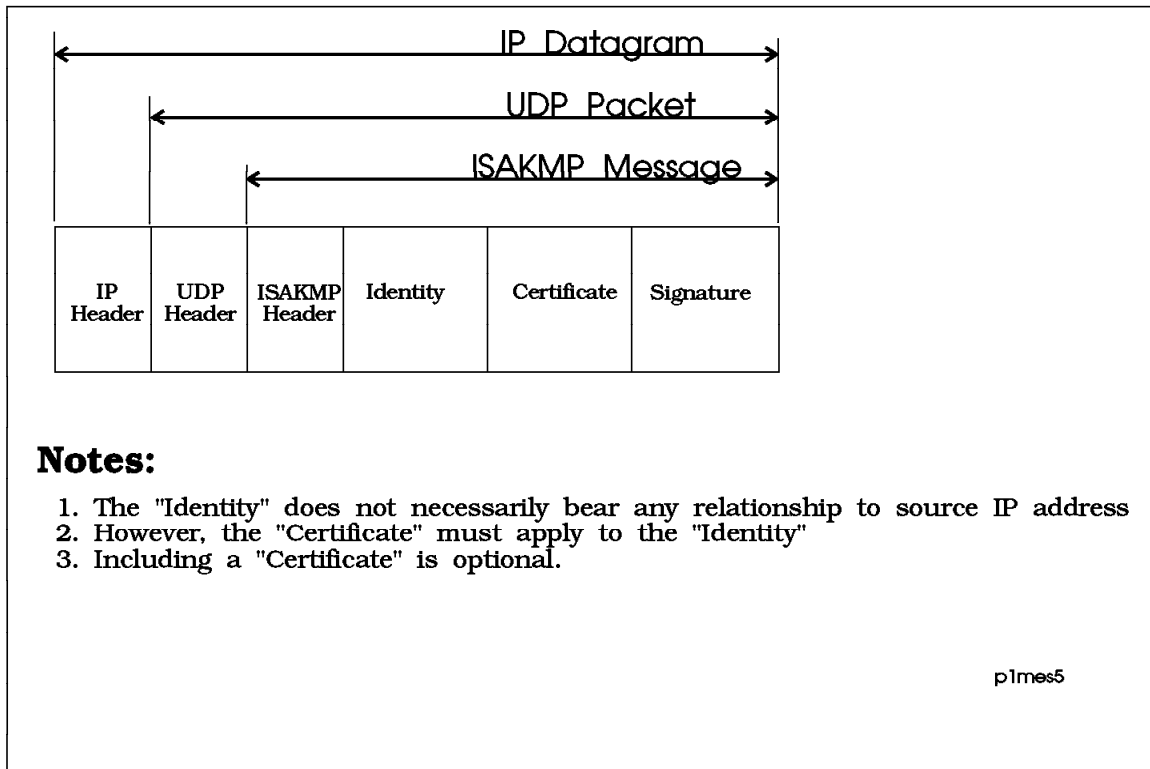 IP Datagram
UDP Packet
ISAKMP Message
IP
Header
UDP
Header
ISAKMP
Header
Identity
Certificate
Signature
Notes:
1. The "Identity" does not necessarily bear any relationship to source IP address
2. However, the "Certificate" must apply to the "Identity"
3. Including a "Certificate" is optional.
p1mes5